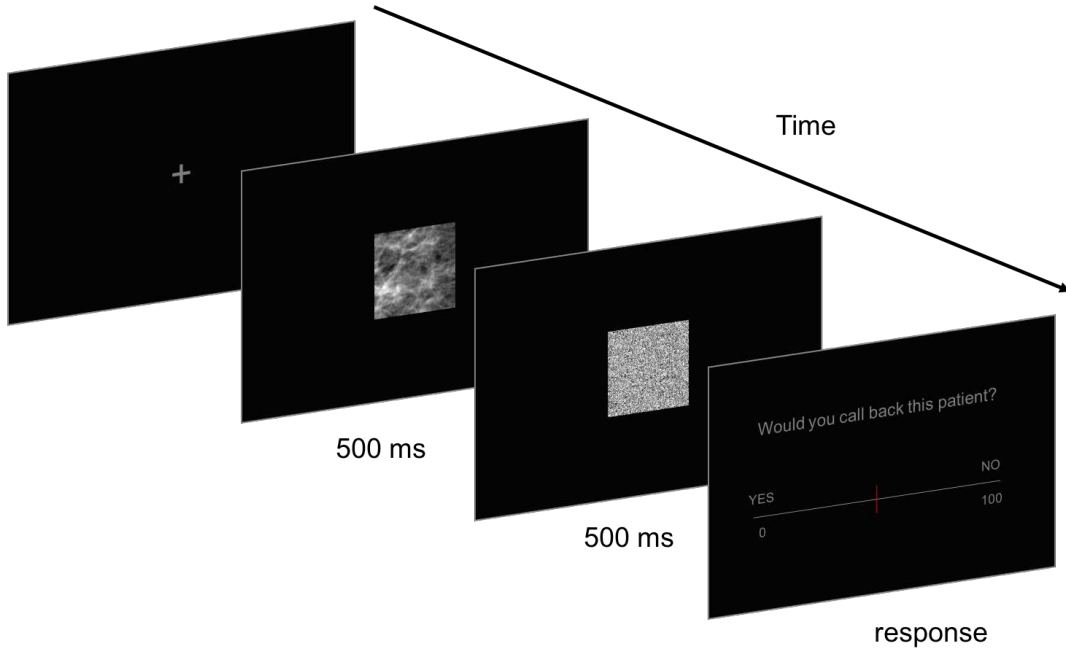 Time
500 ms
500 ms
Would you call back this patient?
YES
NO
0
100
response